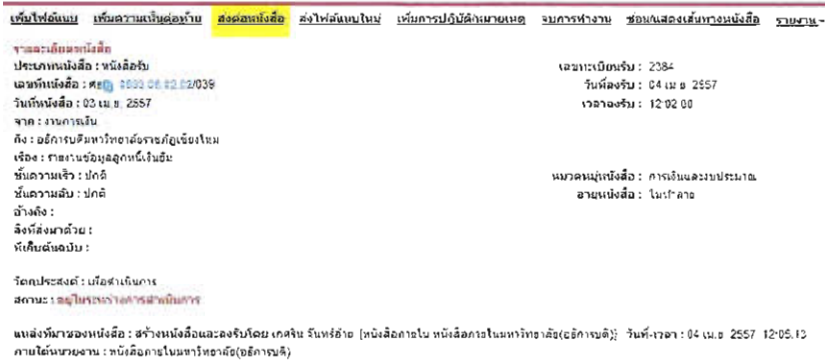 เพิ่มไฟล์แนบ เพิ่มความเห็นต่อท้าย ส่งต่อหนังสือ ส่งไฟล์แนบใหม่ เพิ่มการปฏิบัติหมายเหตุ จบการทำงาน ซ่อน/แสดงเส้นทางหนังสือ รายงาน
รายละเอียดหนังสือ
ประเภทหนังสือ : หนังสือรับ เลขทะเบียนรับ : 2384
เลขที่หนังสือ : /039 วันที่ลงรับ : 04 เม.ย. 2557
วันที่หนังสือ : 03 เม.ย. 2557 เวลาลงรับ : 12:02:00
จาก : งานการเงิน
ถึง : อธิการบดีมหาวิทยาลัยราชภัฏเชียงใหม่
เรื่อง : รายงานข้อมูลลูกหนี้เงินยืม
ชั้นความเร็ว : ปกติ หมวดหมู่หนังสือ : การเงินและงบประมาณ
ชั้นความลับ : ปกติ อายุหนังสือ : ไม่ทำลาย
อ้างถึง :
สิ่งที่ส่งมาด้วย :
ที่เก็บต้นฉบับ :
วัตถุประสงค์ : เพื่อดำเนินการ
สถานะ : อยู่ในระหว่างการดำเนินการ
แหล่งที่มาของหนังสือ : สร้างหนังสือและลงรับโดย เกศริน จันทร์อ้าย [หนังสือภายใน หนังสือภายในมหาวิทยาลัย(อธิการบดี)] วันที่-เวลา : 04 เม.ย. 2557 12:05:13
ภายใต้หน่วยงาน : หนังสือภายในมหาวิทยาลัย(อธิการบดี)